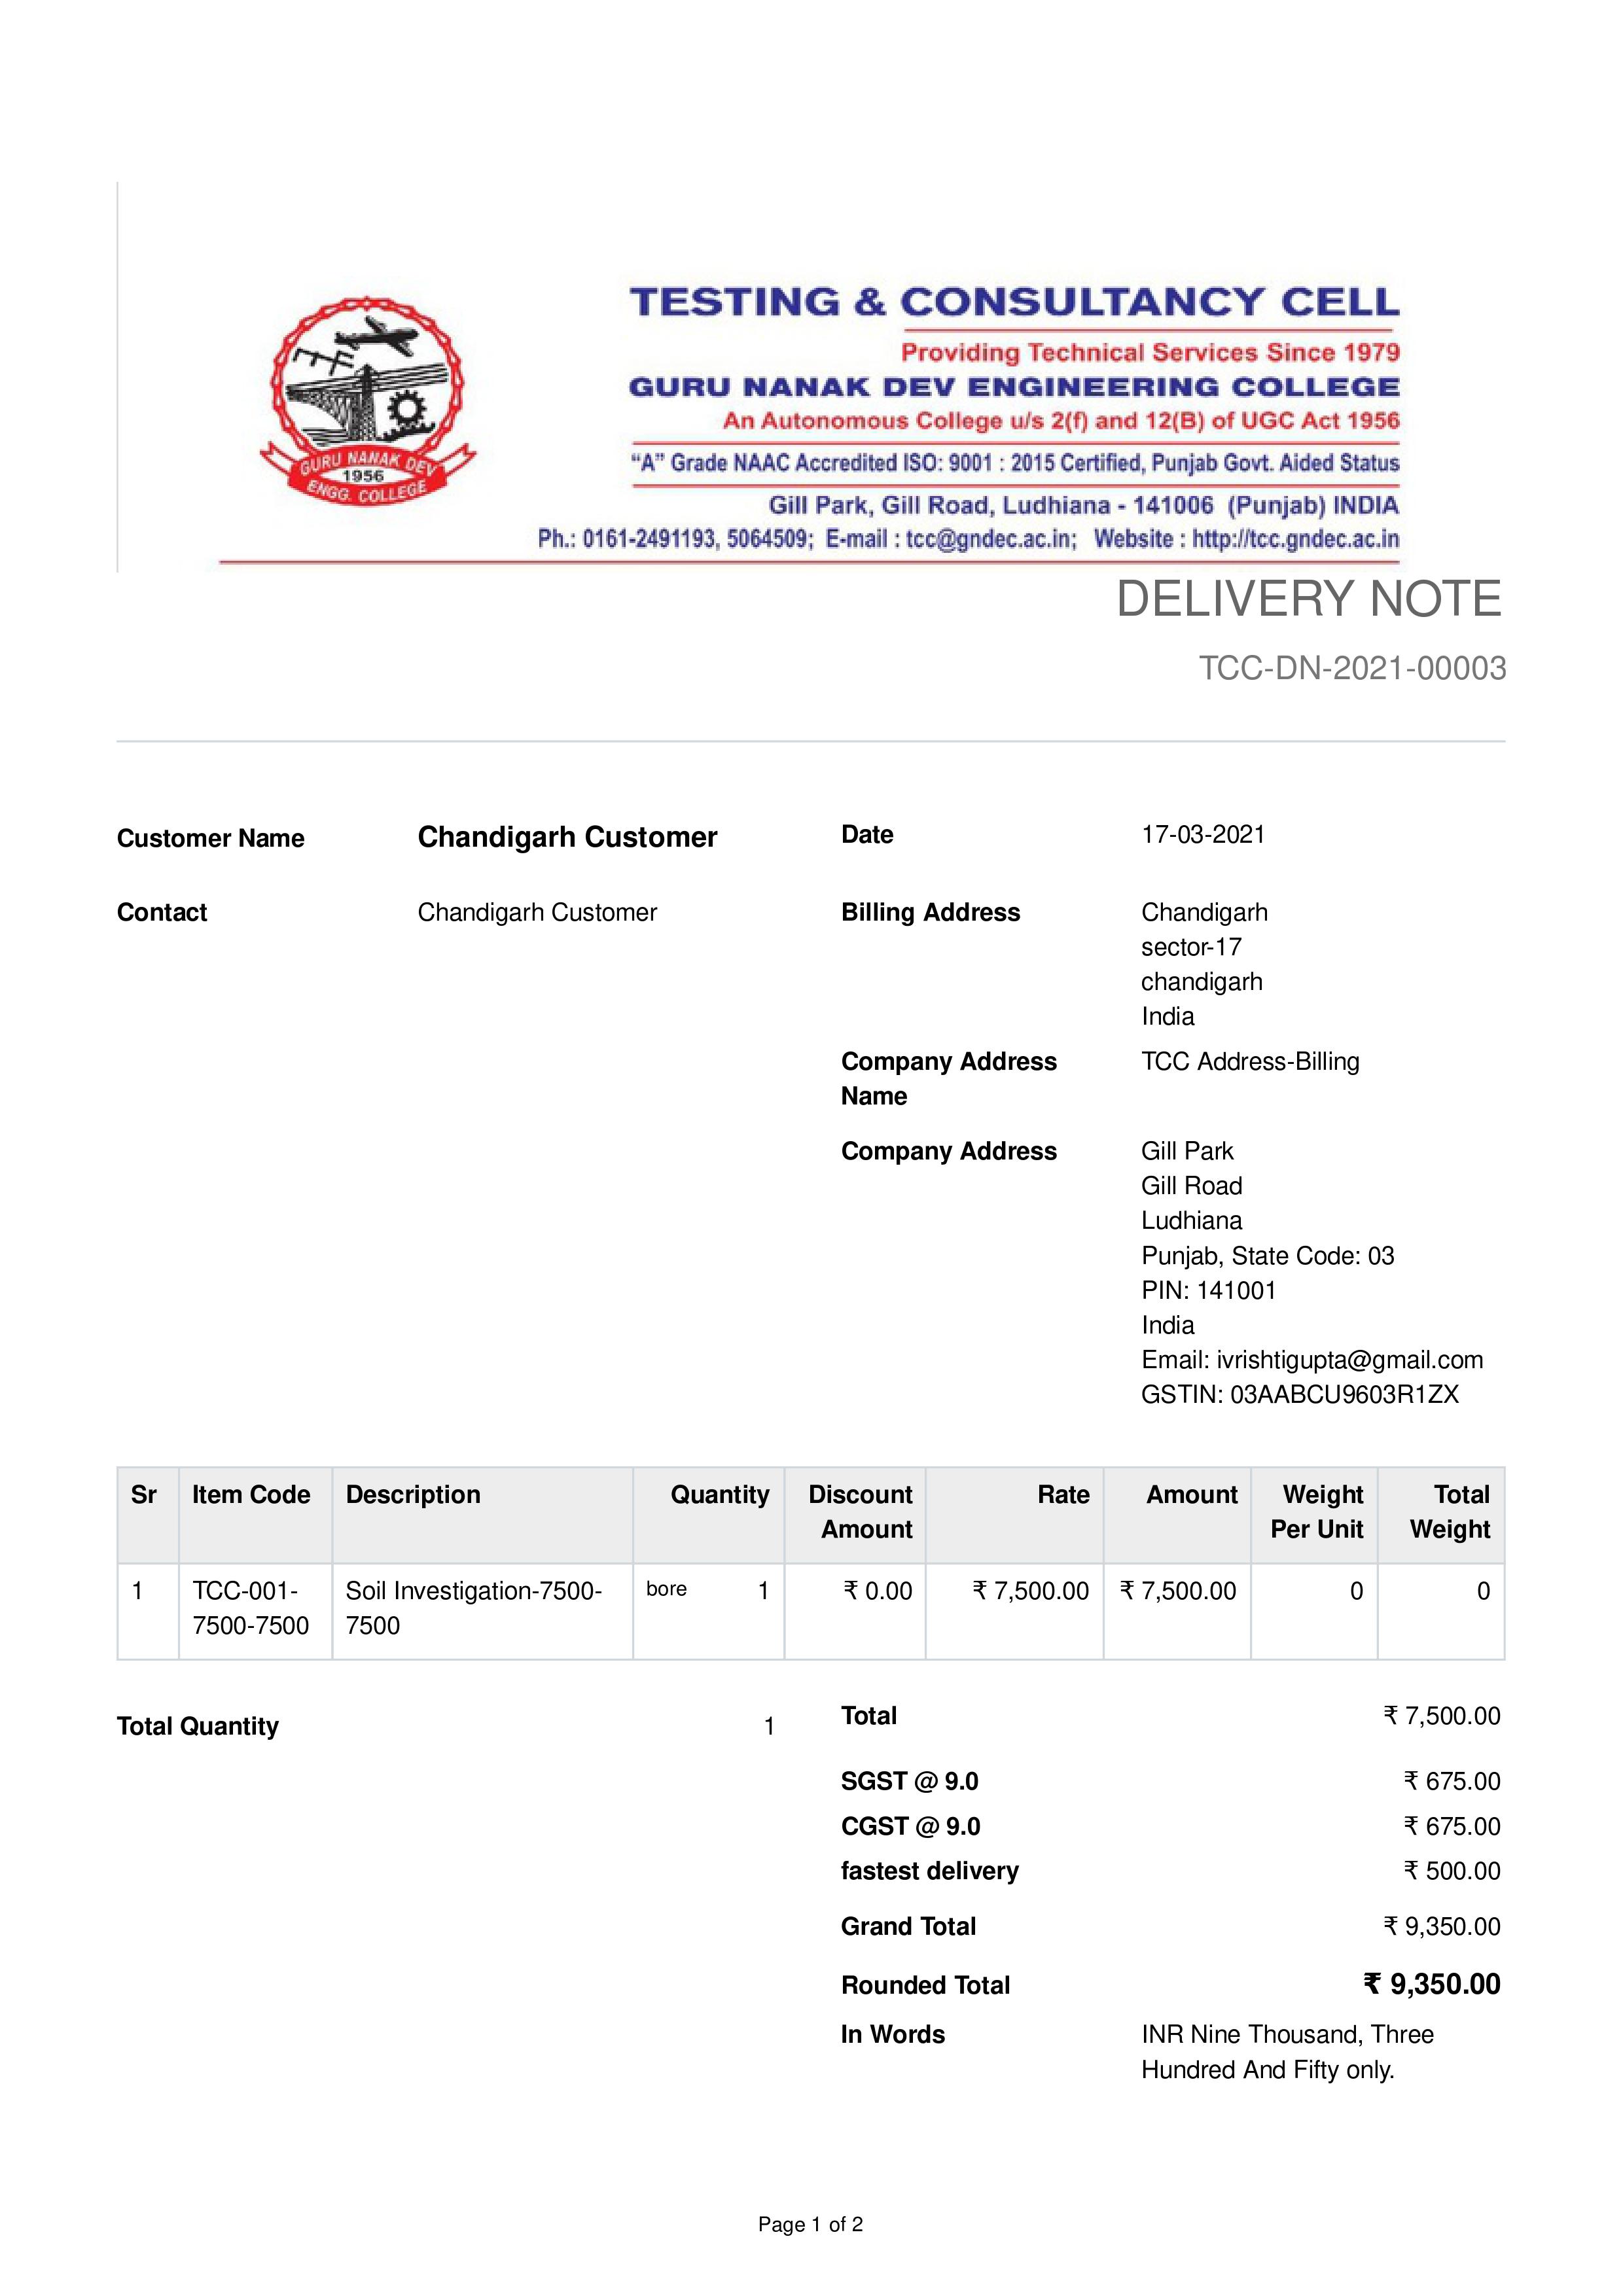 TESTING & CONSULTANCY CELL
Providing Technical Services Since 1979
GURU NANAK DEV ENGINEERING COLLEGE
An Autonomous College u/s 2(f) and 12(B) of UGC Act 1956
“A” Grade NAAC Accredited ISO: 9001 : 2015 Certified, Punjab Govt. Aided Status
Gill Park, Gill Road, Ludhiana - 141006 (Punjab) INDIA
Ph.: 0161-2491193, 5064509; E-mail : tcc@gndec.ac.in; Website : http://tcc.gndec.ac.in
GURU NANAK DEV
1956
ENGG. COLLEGE
DELIVERY NOTE
TCC-DN-2021-00003
Customer Name Chandigarh Customer
Contact Chandigarh Customer
Date 17-03-2021
Billing Address Chandigarh
sector-17
chandigarh
India
Company Address TCC Address-Billing
Name
Company Address Gill Park
Gill Road
Ludhiana
Punjab, State Code: 03
PIN: 141001
India
Email: ivrishtigupta@gmail.com
GSTIN: 03AABCU9603R1ZX
Sr Item Code Description Quantity Discount Rate Amount Weight Total
Amount Per Unit Weight
1 TCC-001- Soil Investigation-7500- bore 1 ₹ 0.00 ₹ 7,500.00 ₹ 7,500.00 0 0
7500-7500 7500
Total Quantity 1
Total ₹ 7,500.00
SGST @ 9.0 ₹ 675.00
CGST @ 9.0 ₹ 675.00
fastest delivery ₹ 500.00
Grand Total ₹ 9,350.00
Rounded Total ₹ 9,350.00
In Words INR Nine Thousand, Three
Hundred And Fifty only.
Page 1 of 2